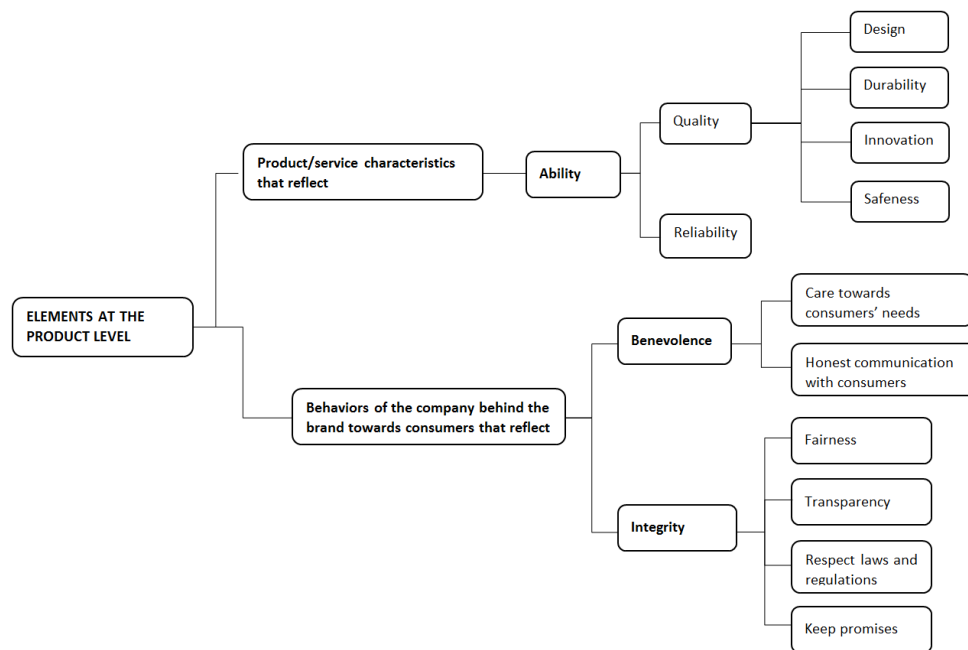 ELEMENTS AT THE
PRODUCT LEVEL
Product/service characteristics
that reflect
Ability
Quality
Design
Durability
Innovation
Safeness
Reliability
Behaviors of the company behind the
brand towards consumers that reflect
Benevolence
Care towards
consumers’ needs
Honest communication
with consumers
Integrity
Fairness
Transparency
Respect laws and
regulations
Keep promises